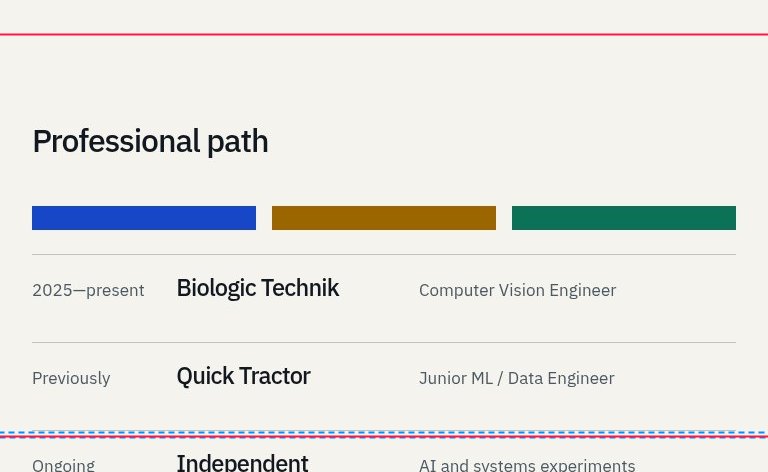 Professional path
2025—present Biologic Technik Computer Vision Engineer
Previously Quick Tractor Junior ML / Data Engineer
Ongoing Independent AI and systems experiments